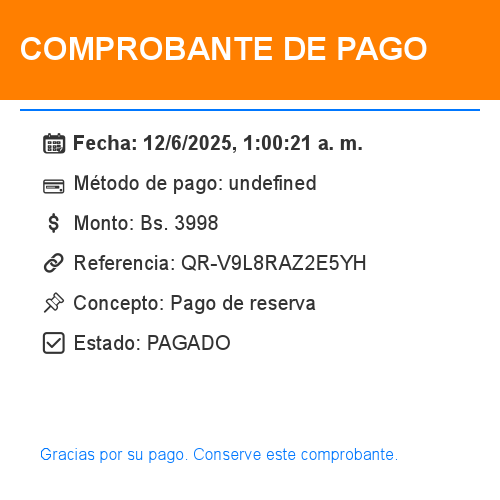 COMPROBANTE DE PAGO
Fecha: 12/6/2025, 1:00:21 a. m.
Método de pago: undefined
Monto: Bs. 3998
Referencia: QR-V9L8RAZ2E5YH
Concepto: Pago de reserva
Estado: PAGADO
Gracias por su pago. Conserve este comprobante.